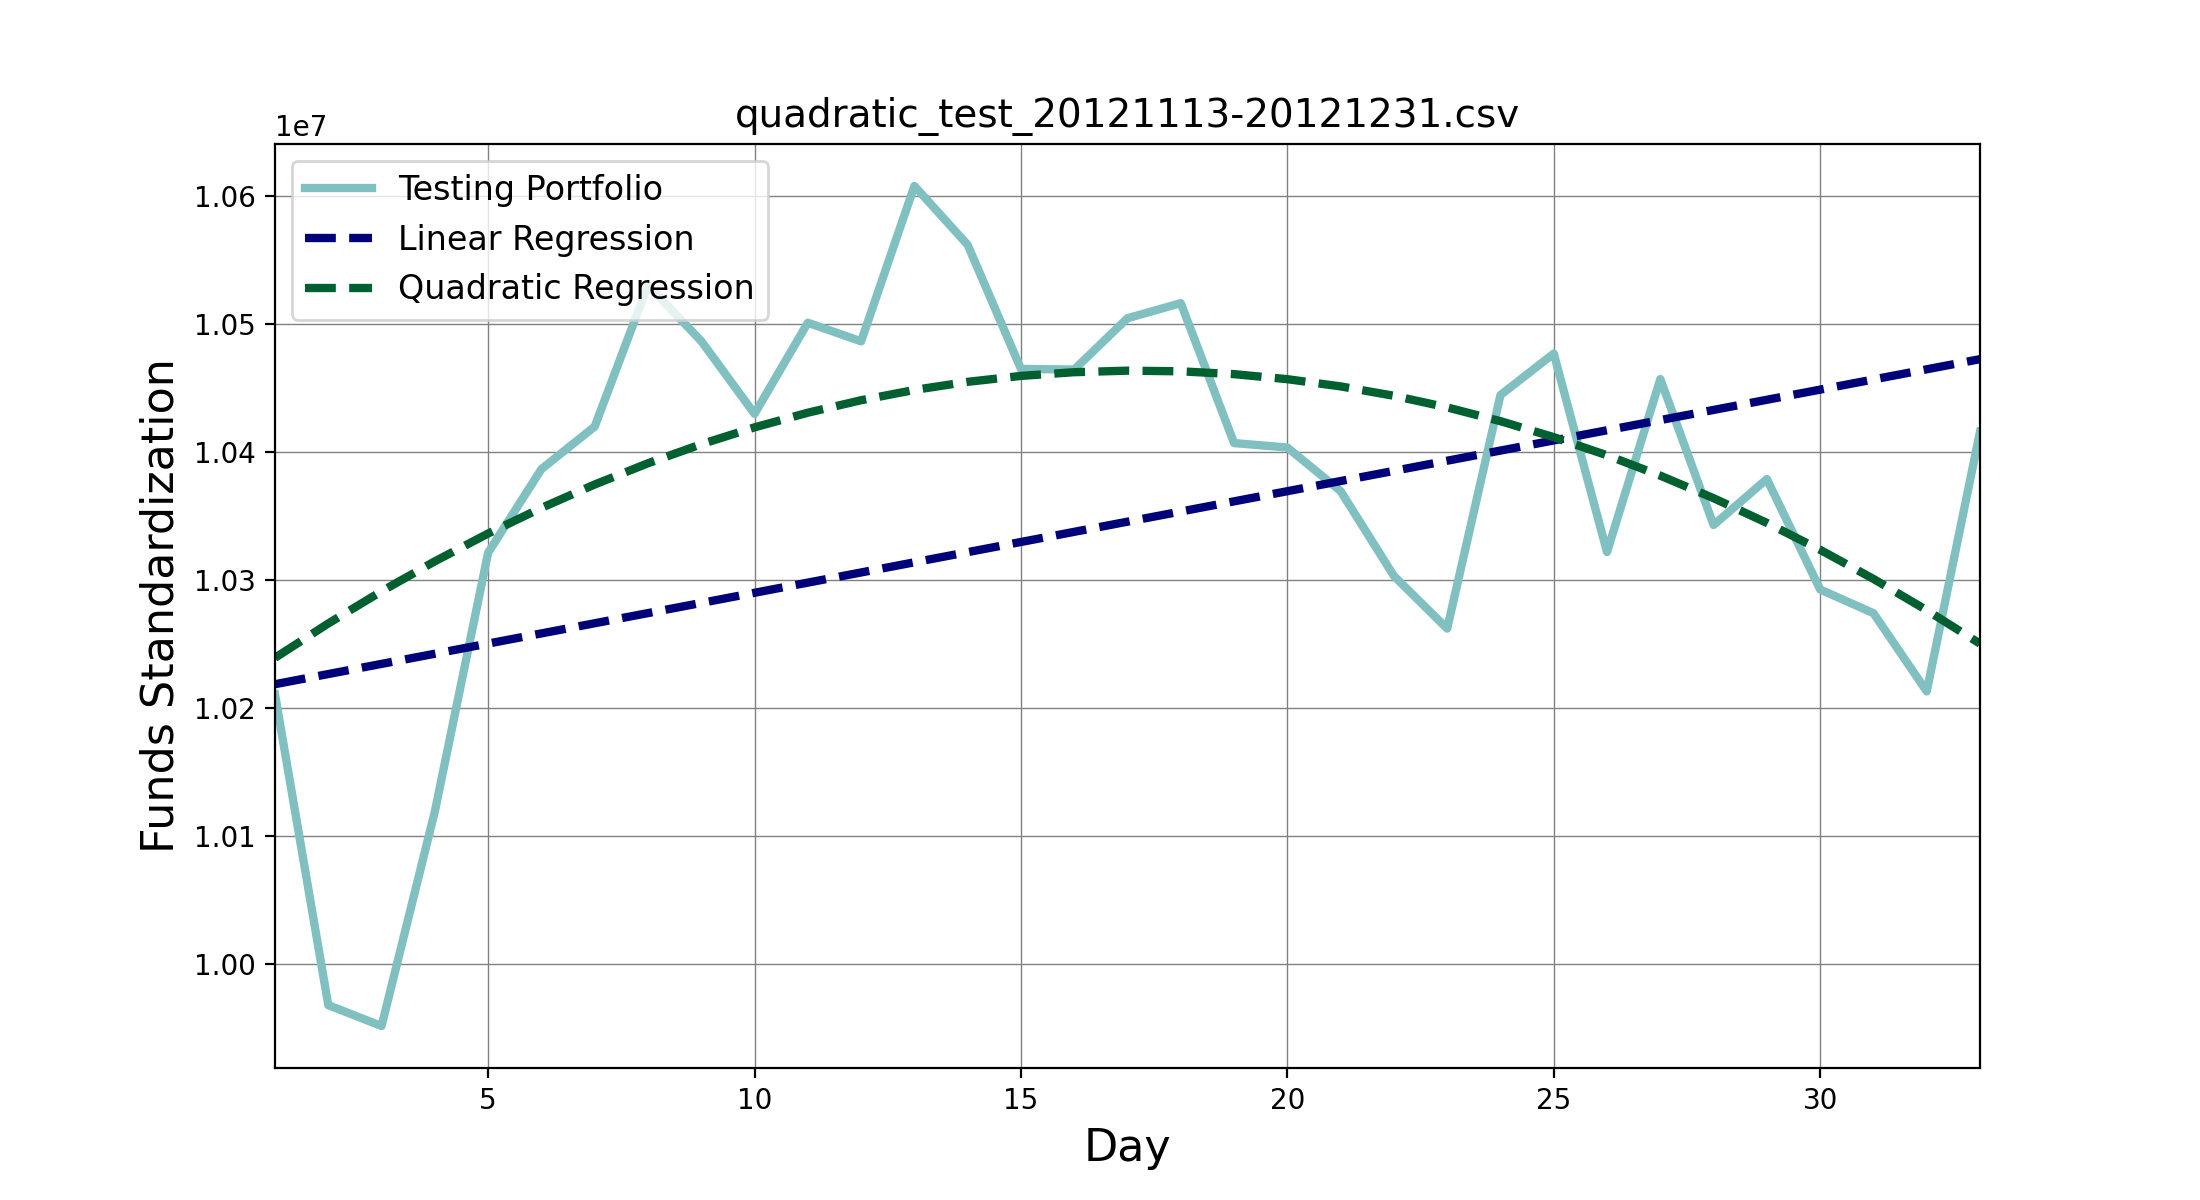 quadratic_test_20121113-20121231.csv
1e7
Testing Portfolio
Linear Regression
Quadratic Regression
1.06
1.05
1.04
1.03
1.02
1.01
1.00
Funds Standardization
5 10 15 20 25 30
Day